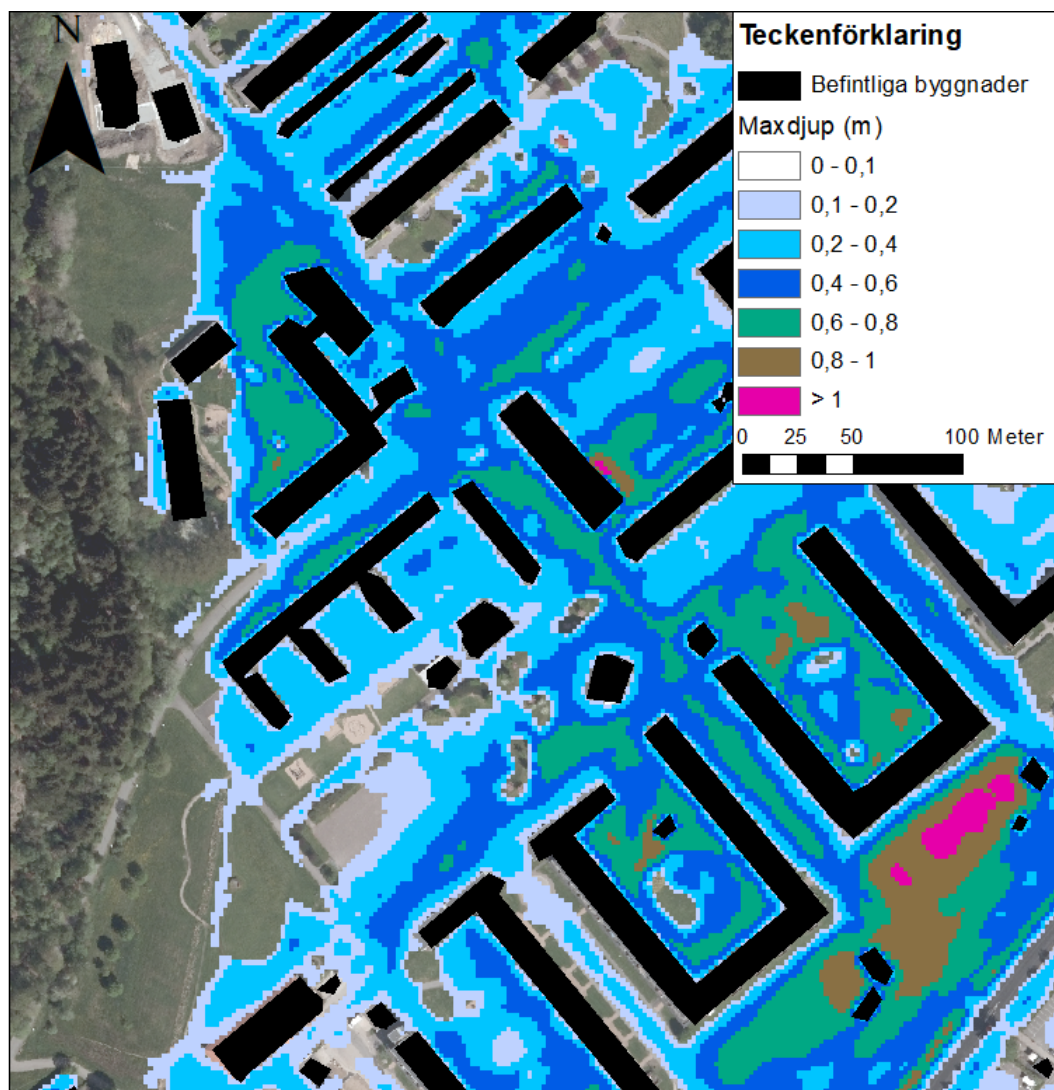 N
Teckenförklaring
Befintliga byggnader
Maxdjup (m)
0 - 0,1
0,1 - 0,2
0,2 - 0,4
0,4 - 0,6
0,6 - 0,8
0,8 - 1
> 1
0 25 50 100 Meter